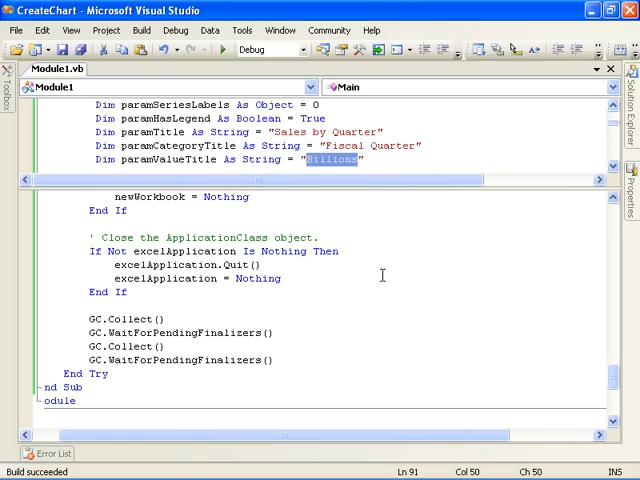 CreateChart - Microsoft Visual Studio
File Edit View Project Build Debug Data Tools Window Community Help
Debug
Module1.vb
Module1 Main
Toolbox
Solution Explorer
Properties
Dim paramSeriesLabels As Object = 0
Dim paramHasLegend As Boolean = True
Dim paramTitle As String = "Sales by Quarter"
Dim paramCategoryTitle As String = "Fiscal Quarter"
Dim paramValueTitle As String = "Billions"
newWorkbook = Nothing
End If
' Close the ApplicationClass object.
If Not excelApplication Is Nothing Then
excelApplication.Quit()
excelApplication = Nothing
End If
GC.Collect()
GC.WaitForPendingFinalizers()
GC.Collect()
GC.WaitForPendingFinalizers()
End Try
nd Sub
odule
Error List
Build succeeded Ln 91 Col 50 Ch 50 INS